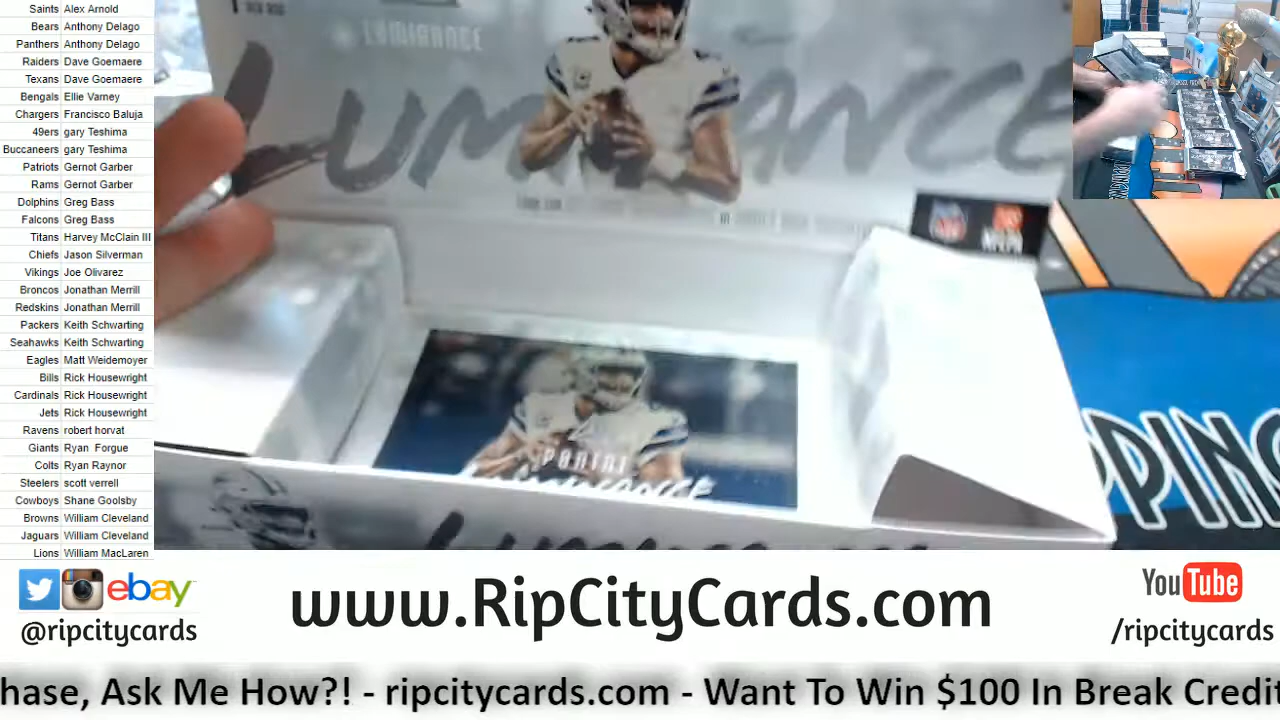 Saints Alex Arnold
Bears Anthony Delago
Panthers Anthony Delago
Raiders Dave Goemaere
Texans Dave Goemaere
Bengals Ellie Varney
Chargers Francisco Baluja
49ers gary Teshima
Buccaneers gary Teshima
Patriots Gernot Garber
Rams Gernot Garber
Dolphins Greg Bass
Falcons Greg Bass
Titans Harvey McClain III
Chiefs Jason Silverman
Vikings Joe Olivarez
Broncos Jonathan Merrill
Redskins Jonathan Merrill
Packers Keith Schwarting
Seahawks Keith Schwarting
Eagles Matt Weidemoyer
Bills Rick Housewright
Cardinals Rick Housewright
Jets Rick Housewright
Ravens robert horvat
Giants Ryan Forgue
Colts Ryan Raynor
Steelers scott verrell
Cowboys Shane Goolsby
Browns William Cleveland
Jaguars William Cleveland
Lions William MacLaren
LUMINANCE
LUMINANCE
NFL
NFLPA
PANINI
LUMINANCE
PPING
ebay
@ripcitycards
www.RipCityCards.com
YouTube
/ripcitycards
hase, Ask Me How?! - ripcitycards.com - Want To Win $100 In Break Credit